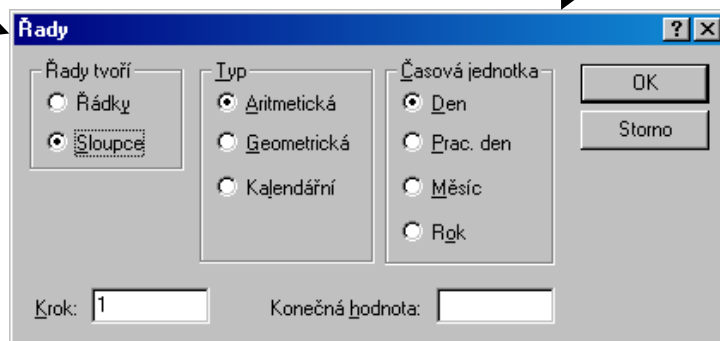 Řady
Řady tvoří
Řádky
Sloupce
Typ
Aritmetická
Geometrická
Kalendářní
Časová jednotka
Den
Prac. den
Měsíc
Rok
OK
Storno
Krok: 1
Konečná hodnota: